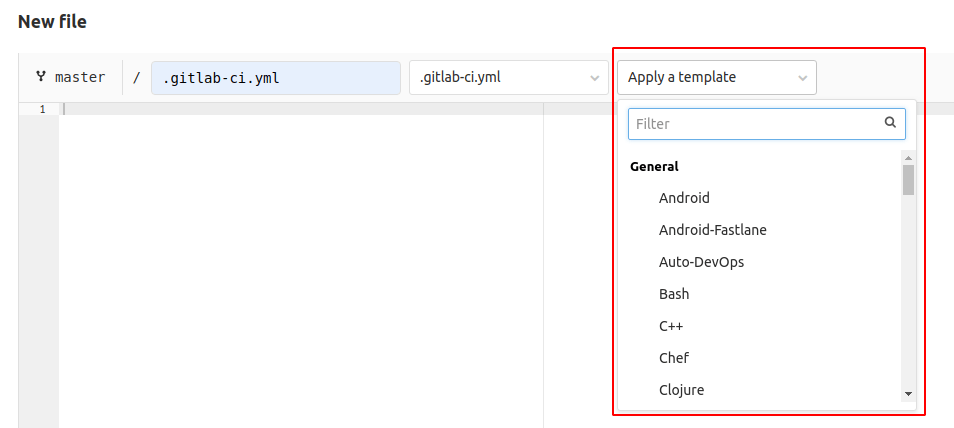 New file
master / .gitlab-ci.yml .gitlab-ci.yml Apply a template
1
Filter
General
Android
Android-Fastlane
Auto-DevOps
Bash
C++
Chef
Clojure